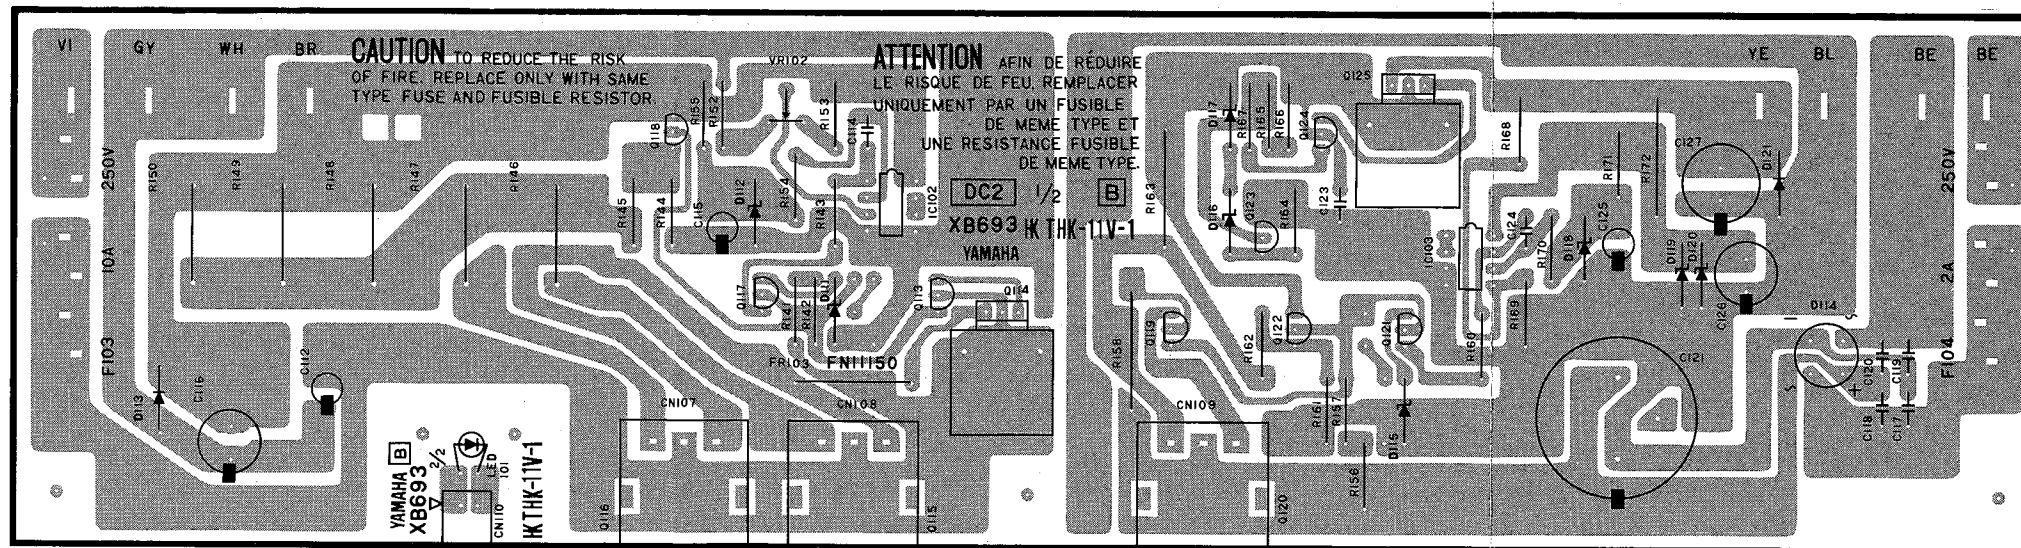 VI
GY
WH
BR
CAUTION TO REDUCE THE RISK
OF FIRE, REPLACE ONLY WITH SAME
TYPE FUSE AND FUSIBLE RESISTOR.
VR102
ATTENTION AFIN DE RÉDUIRE
LE RISQUE DE FEU, REMPLACER
UNIQUEMENT PAR UN FUSIBLE
DE MEME TYPE ET
UNE RESISTANCE FUSIBLE
DE MEME TYPE.
DC2 1/2 B
XB693 HK THK-11V-1
YAMAHA
Q125
YE
BL
BE
BE
F103 10A 250V
R150
R149
R148
R147
R146
Q118
R155
R152
R153
C114
R145
R144
C115
D112
R154
R143
IC102
Q117
R141
R142
D111
Q113
Q114
FR103 FN11150
D113
C116
C112
CN107
CN108
YAMAHA B
XB693 2/2
LED
101
CN110
HK THK-11V-1
Q116
Q115
R163
D117
R167
R165
R166
Q124
D116
Q123
R164
C123
R168
IC103
C124
R170
D118
C125
R171
R172
C127
D121
D119
D120
C126
R169
R160
R158
Q119
R162
Q122
Q121
CN109
R161
R157
D115
R156
Q120
C121
D114
S
S
+
C120
C119
C118
C117
F104 2A 250V